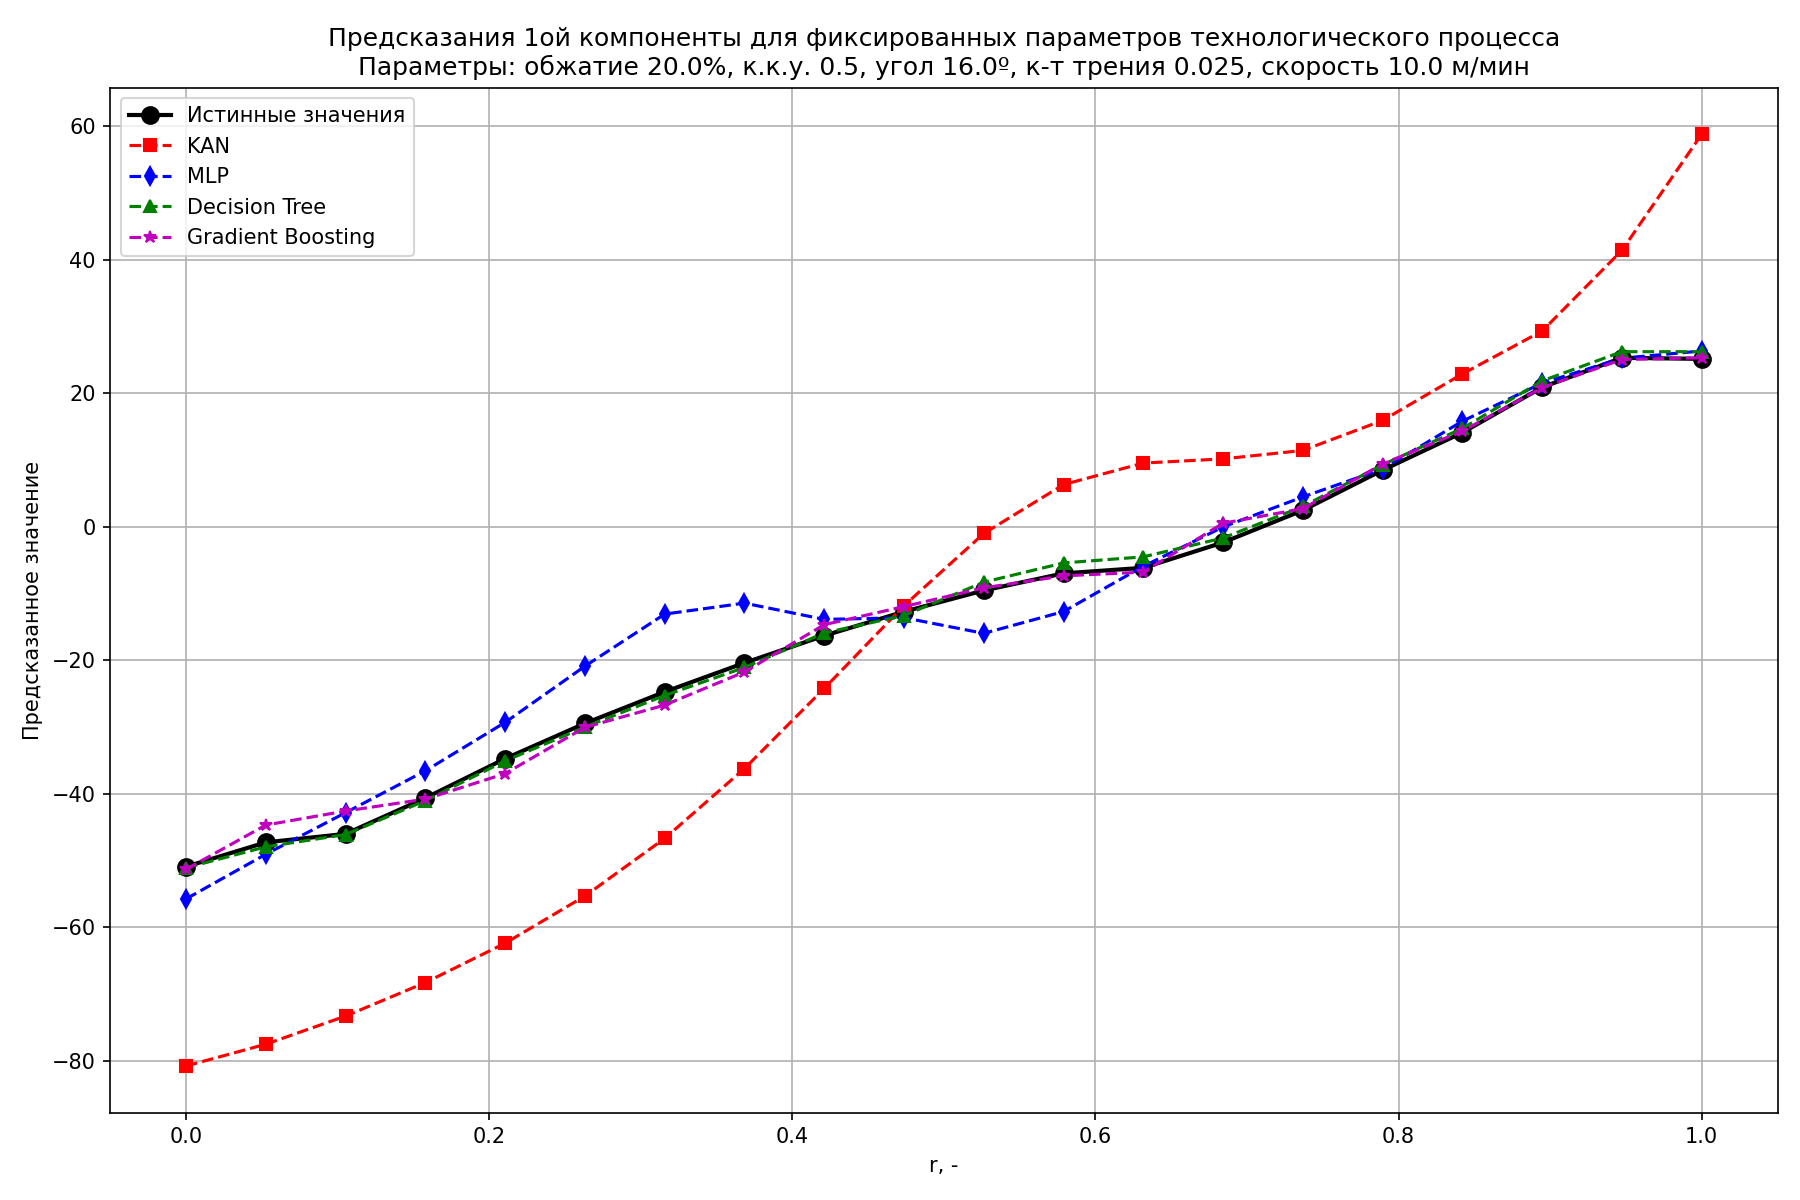 Предсказания 1ой компоненты для фиксированных параметров технологического процесса
Параметры: обжатие 20.0%, к.к.у. 0.5, угол 16.0º, к-т трения 0.025, скорость 10.0 м/мин
Истинные значения
KAN
MLP
Decision Tree
Gradient Boosting
Предсказанное значение
60
40
20
0
−20
−40
−60
−80
0.0
0.2
0.4
0.6
0.8
1.0
r, -